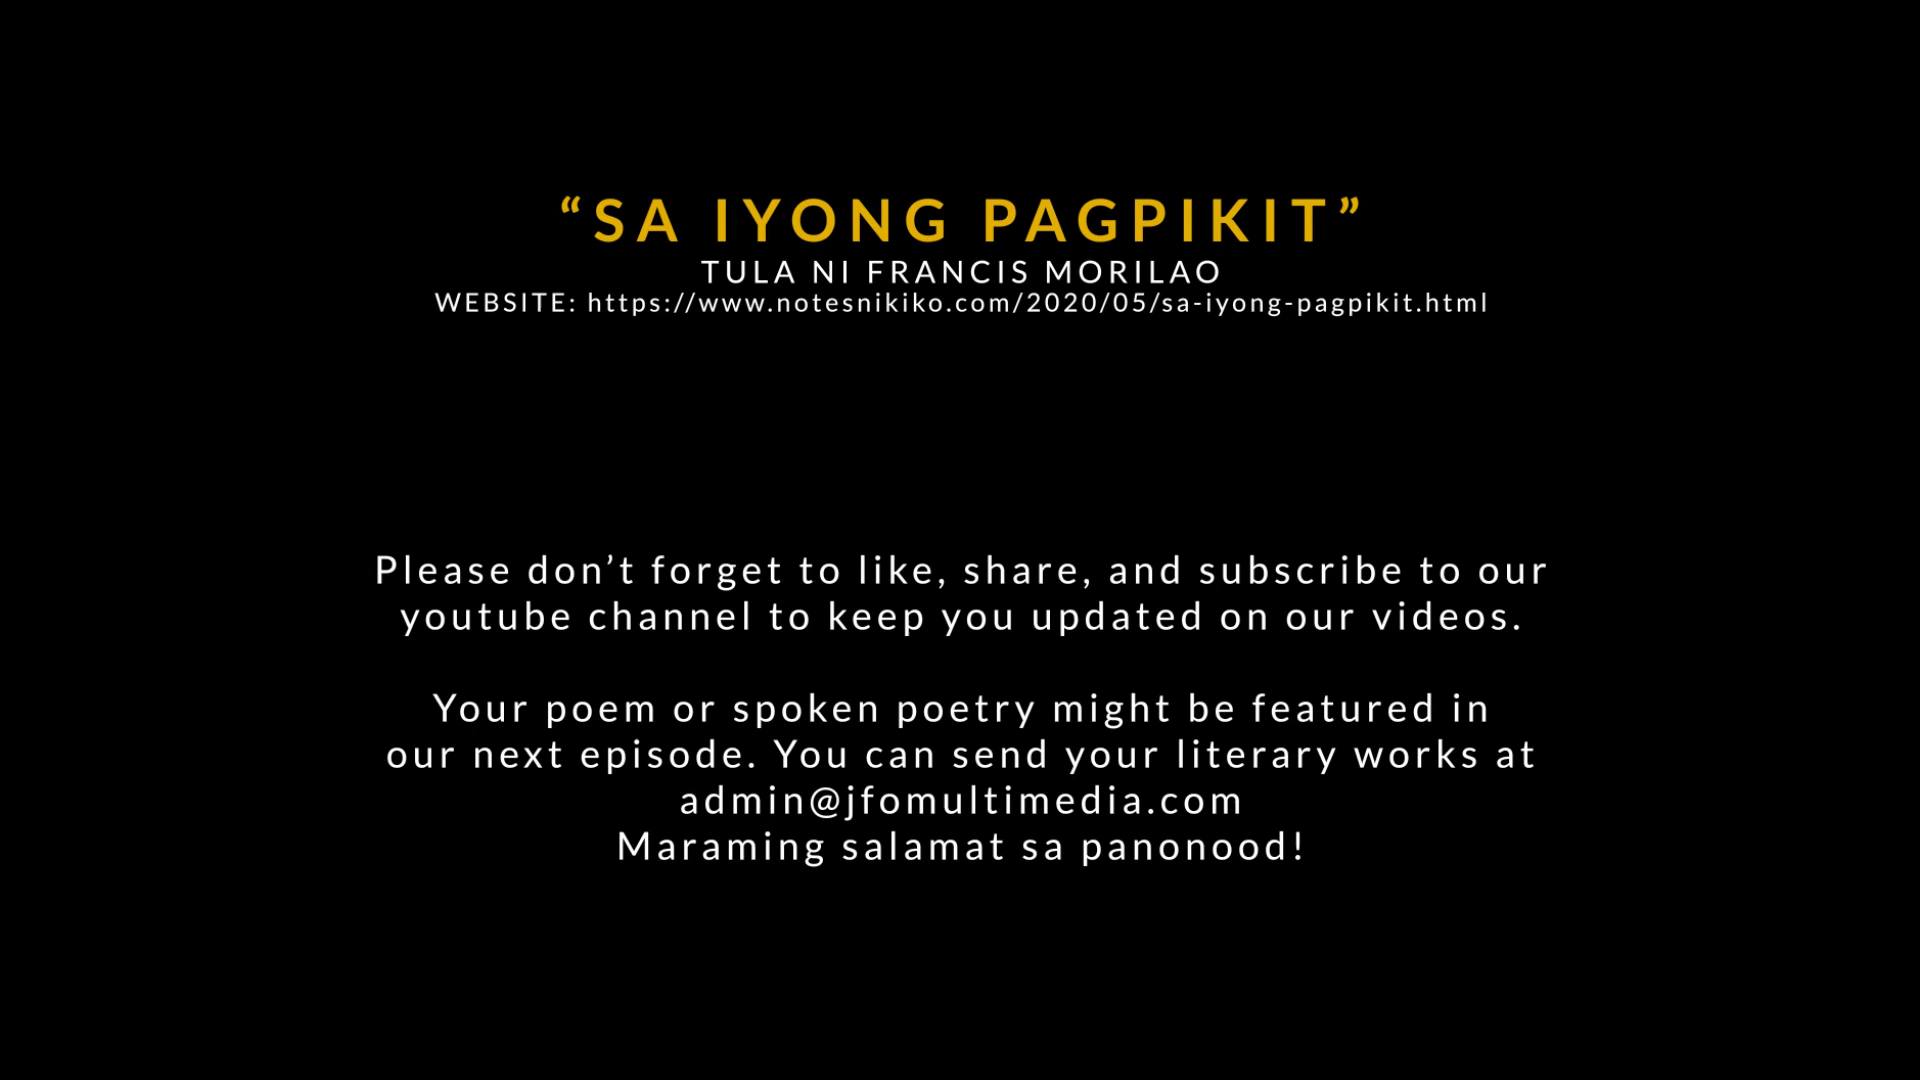 “SA IYONG PAGPIKIT”
TULA NI FRANCIS MORILAO
WEBSITE: https://www.notesnikiko.com/2020/05/sa-iyong-pagpikit.html
Please don’t forget to like, share, and subscribe to our
youtube channel to keep you updated on our videos.
Your poem or spoken poetry might be featured in
our next episode. You can send your literary works at
admin@jfomultimedia.com
Maraming salamat sa panonood!